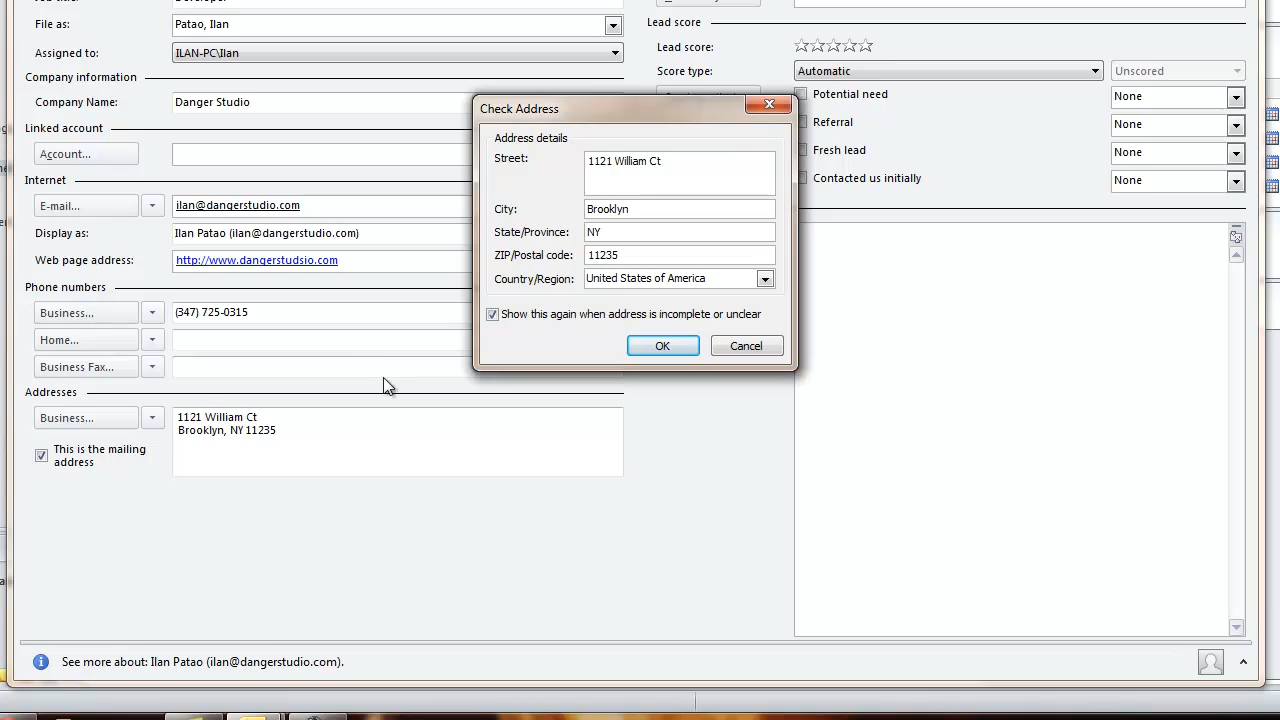 File as:
Patao, Ilan
Assigned to:
ILAN-PC\Ilan
Company information
Company Name:
Danger Studio
Linked account
Account...
Internet
E-mail...
ilan@dangerstudio.com
Display as:
Ilan Patao (ilan@dangerstudio.com)
Web page address:
http://www.dangerstudsio.com
Phone numbers
Business...
(347) 725-0315
Home...
Business Fax...
Addresses
Business...
1121 William Ct
Brooklyn, NY 11235
This is the mailing
address
Check Address
Address details
Street:
1121 William Ct
City:
Brooklyn
State/Province:
NY
ZIP/Postal code:
11235
Country/Region:
United States of America
Show this again when address is incomplete or unclear
OK
Cancel
Lead score
Lead score:
Score type:
Automatic
Unscored
Potential need
None
Referral
None
Fresh lead
None
Contacted us initially
None
See more about: Ilan Patao (ilan@dangerstudio.com).